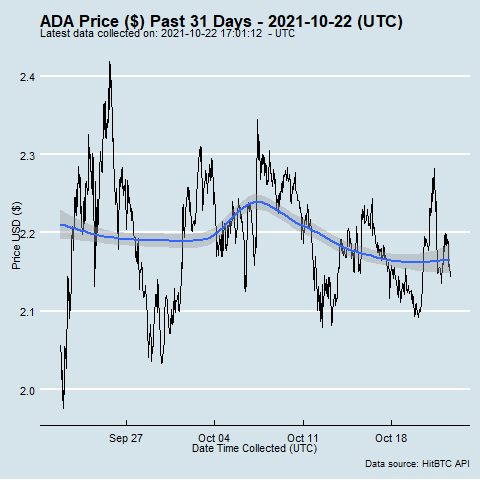 ADA Price ($) Past 31 Days - 2021-10-22 (UTC)
Latest data collected on: 2021-10-22 17:01:12 - UTC
Price USD ($)
2.4
2.3
2.2
2.1
2.0
Sep 27 Oct 04 Oct 11 Oct 18
Date Time Collected (UTC)
Data source: HitBTC API